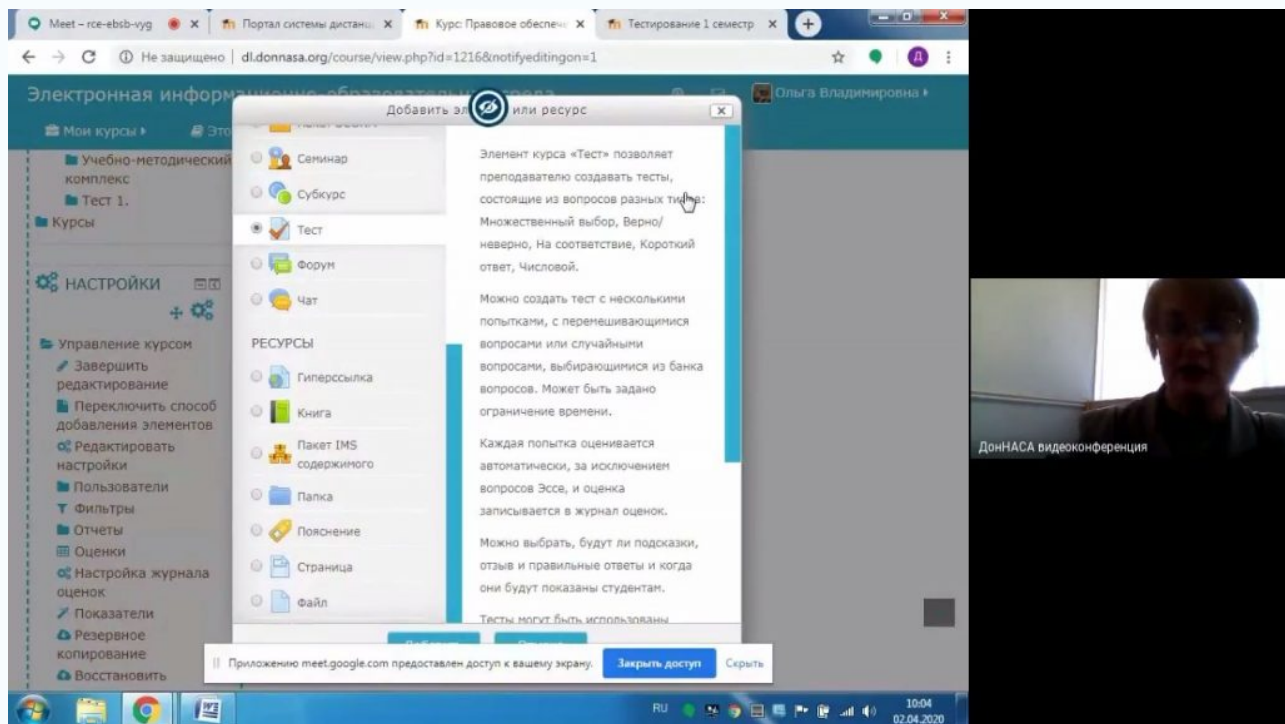 Meet – rce-ebsb-vyg
Портал системы дистанц
Курс: Правовое обеспече
Тестирование 1 семестр
Не защищено | dl.donnasa.org/course/view.php?id=1216&notifyeditingon=1
Д
Электронная информационно-образовательная среда
Ольга Владимировна
Мои курсы
Это
Учебно-методический
комплекс
Тест 1.
Курсы
НАСТРОЙКИ
Управление курсом
Завершить
редактирование
Переключить способ
добавления элементов
Редактировать
настройки
Пользователи
Фильтры
Отчеты
Оценки
Настройка журнала
оценок
Показатели
Резервное
копирование
Восстановить
Добавить эл или ресурс
Пакет SCORM
Семинар
Субкурс
Тест
Форум
Чат
РЕСУРСЫ
Гиперссылка
Книга
Пакет IMS
содержимого
Папка
Пояснение
Страница
Файл
Элемент курса «Тест» позволяет
преподавателю создавать тесты,
состоящие из вопросов разных типов:
Множественный выбор, Верно/
неверно, На соответствие, Короткий
ответ, Числовой.
Можно создать тест с несколькими
попытками, с перемешивающимися
вопросами или случайными
вопросами, выбирающимися из банка
вопросов. Может быть задано
ограничение времени.
Каждая попытка оценивается
автоматически, за исключением
вопросов Эссе, и оценка
записывается в журнал оценок.
Можно выбрать, будут ли подсказки,
отзыв и правильные ответы и когда
они будут показаны студентам.
Тесты могут быть использованы
Приложению meet.google.com предоставлен доступ к вашему экрану.
Закрыть доступ
Скрыть
ДонНАСА видеоконференция
RU
10:04
02.04.2020